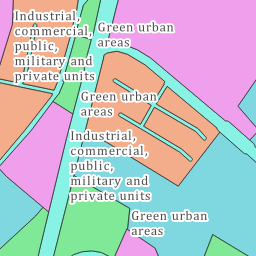 Industrial,
commercial,
public,
military and
private units
Green urban
areas
Green urban
areas
Industrial,
commercial,
public,
military and
private units
Green urban
areas